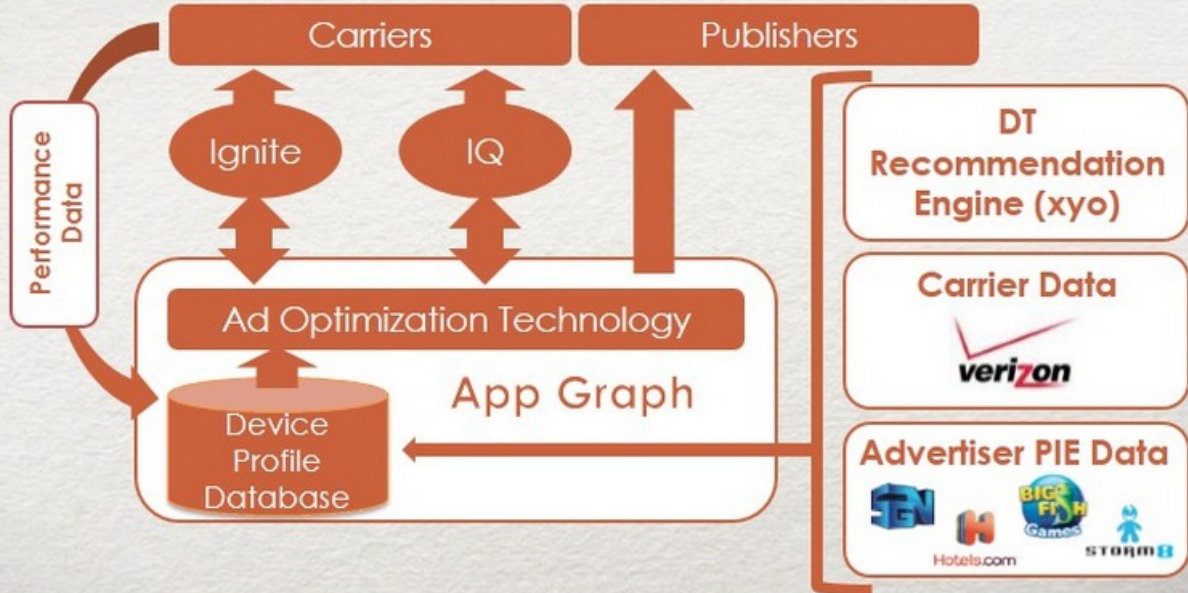 Carriers
Publishers
Performance
Data
Ignite
IQ
DT
Recommendation
Engine (xyo)
Ad Optimization Technology
App Graph
Device
Profile
Database
Carrier Data
verizon
Advertiser PIE Data
SGN
H
Hotels.com
BIG
FISH
Games
STORM8